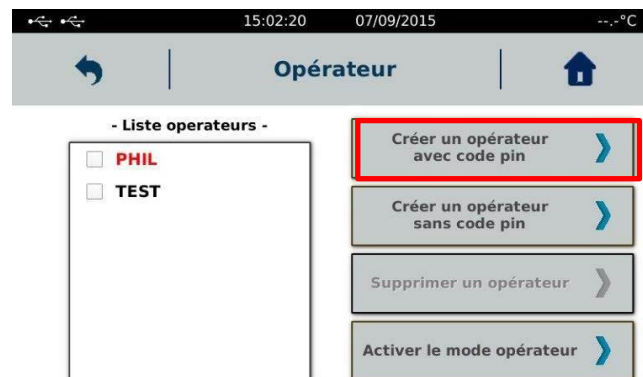 15:02:20 07/09/2015 --.-°C
Opérateur
- Liste operateurs -
PHIL
TEST
Créer un opérateur
avec code pin
Créer un opérateur
sans code pin
Supprimer un opérateur
Activer le mode opérateur